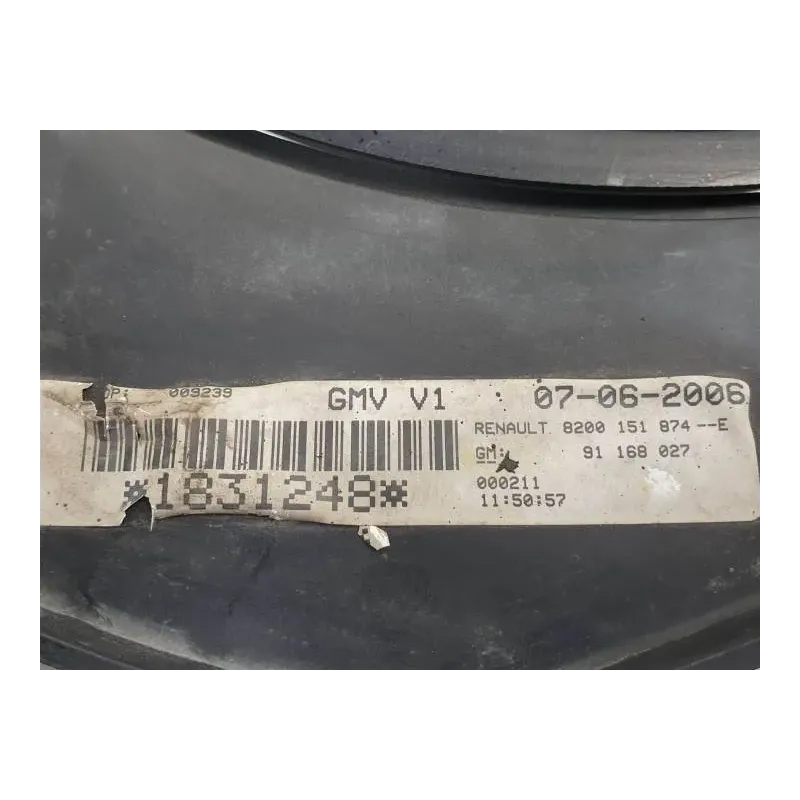 OP: 009239 GMV V1 07-06-2006
RENAULT. 8200 151 874--E
GM: 91 168 027
*1831248* 000211
11:50:57